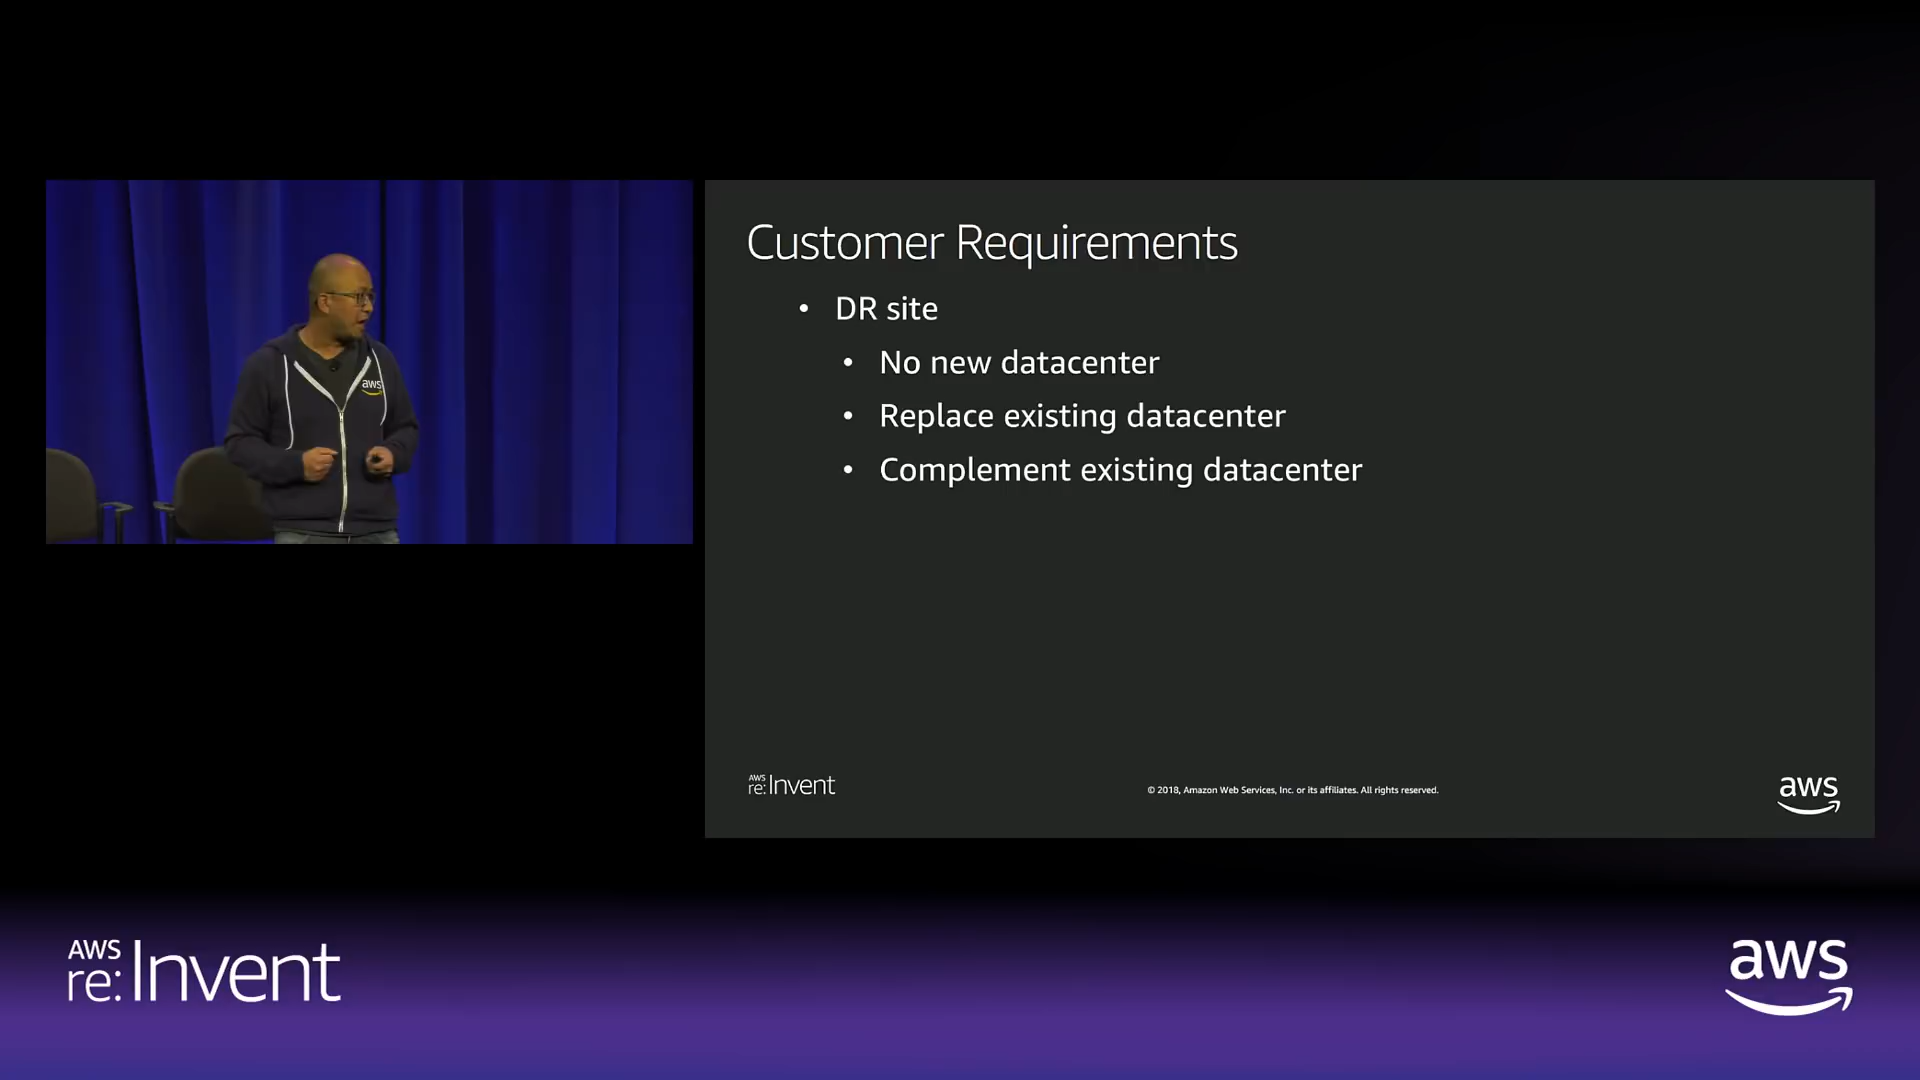 aws
Customer Requirements
• DR site
• No new datacenter
• Replace existing datacenter
• Complement existing datacenter
AWS
re:Invent
© 2018, Amazon Web Services, Inc. or its affiliates. All rights reserved.
aws
AWS
re:Invent
aws